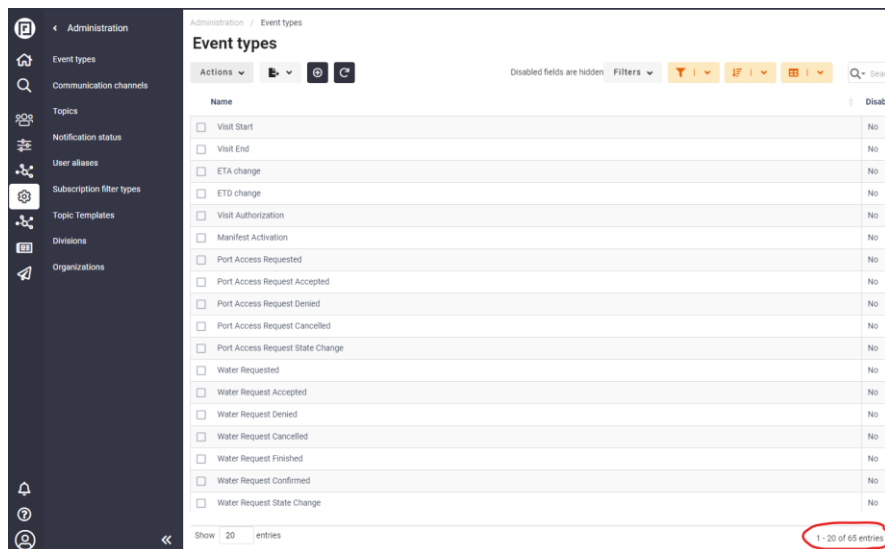 Administration
Event types
Communication channels
Topics
Notification status
User aliases
Subscription filter types
Topic Templates
Divisions
Organizations
Administration / Event types
Event types
Actions
Disabled fields are hidden Filters
Name
Visit Start No
Visit End No
ETA change No
ETD change No
Visit Authorization No
Manifest Activation No
Port Access Requested No
Port Access Request Accepted No
Port Access Request Denied No
Port Access Request Cancelled No
Port Access Request State Change No
Water Requested No
Water Request Accepted No
Water Request Denied No
Water Request Cancelled No
Water Request Finished No
Water Request Confirmed No
Water Request State Change No
Show 20 entries
1 - 20 of 65 entries